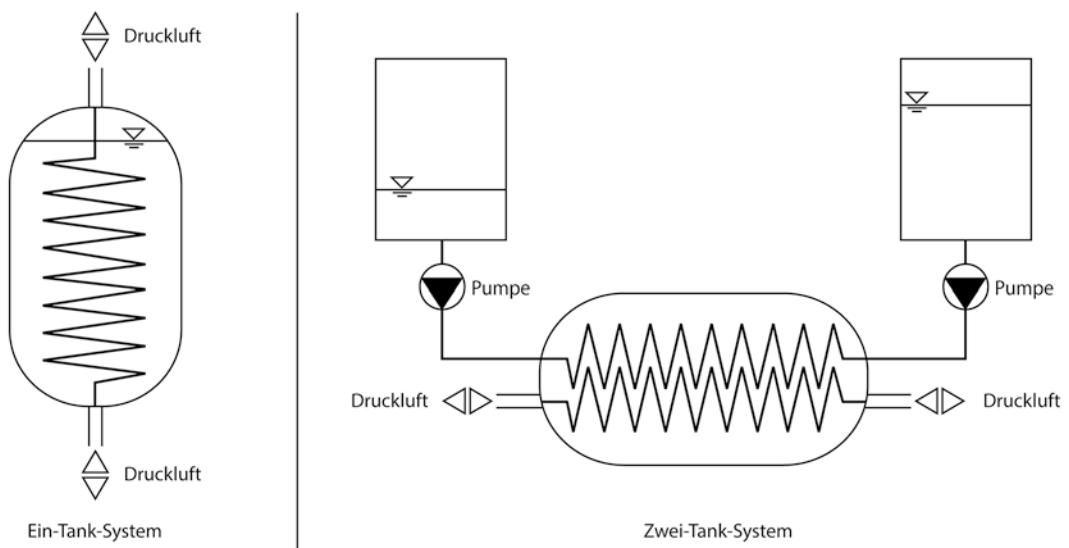 Druckluft
Druckluft
Ein-Tank-System
Pumpe
Pumpe
Druckluft
Druckluft
Zwei-Tank-System